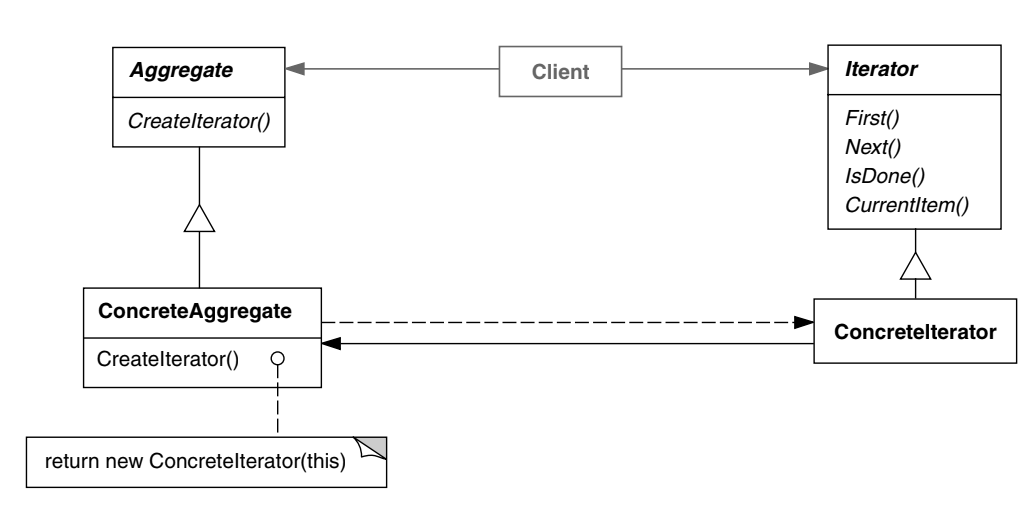 Aggregate
CreateIterator()
Client
Iterator
First()
Next()
IsDone()
CurrentItem()
ConcreteAggregate
CreateIterator()
ConcreteIterator
return new ConcreteIterator(this)